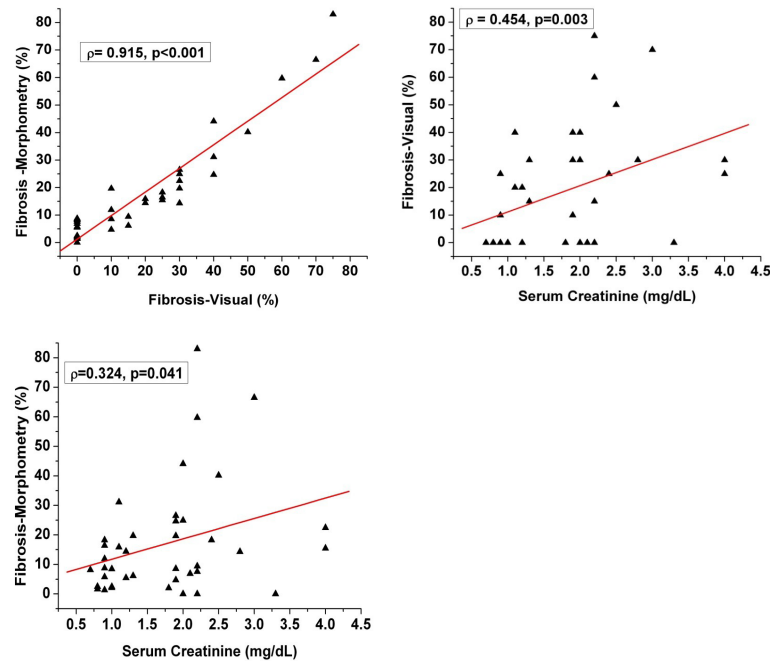 ρ= 0.915, p<0.001
Fibrosis -Morphometry (%)
80
70
60
50
40
30
20
10
0
0 10 20 30 40 50 60 70 80
Fibrosis-Visual (%)
ρ = 0.454, p=0.003
Fibrosis-Visual (%)
80
70
60
50
40
30
20
10
0
0.5 1.0 1.5 2.0 2.5 3.0 3.5 4.0 4.5
Serum Creatinine (mg/dL)
ρ=0.324, p=0.041
Fibrosis-Morphometry (%)
80
70
60
50
40
30
20
10
0
0.5 1.0 1.5 2.0 2.5 3.0 3.5 4.0 4.5
Serum Creatinine (mg/dL)